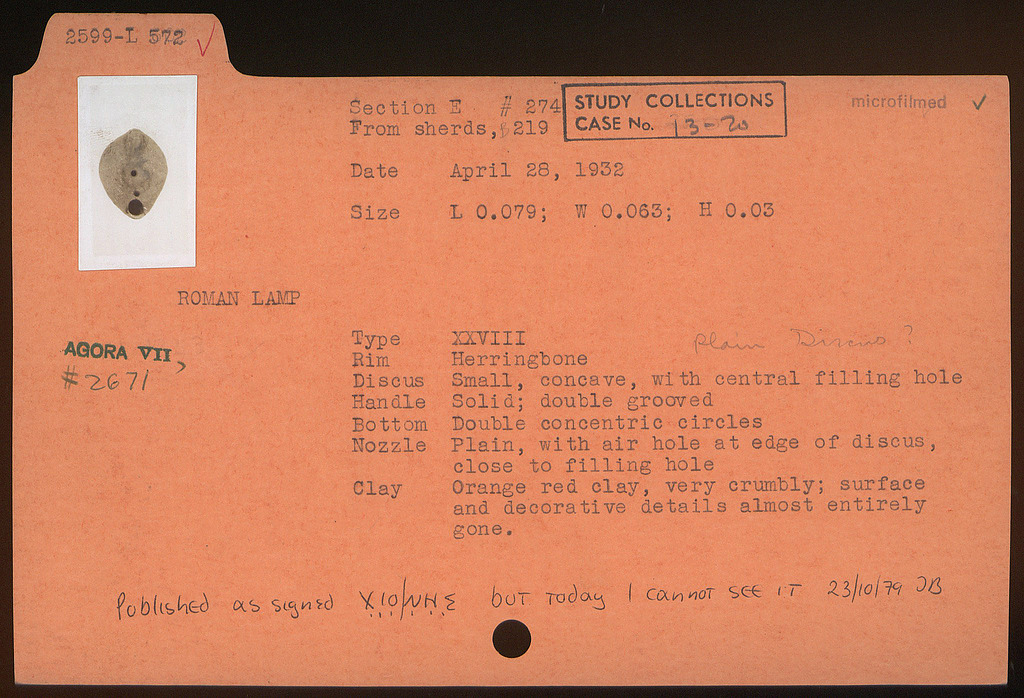 2599-L 572 ✓
Section E # 274
From sherds, 219
STUDY COLLECTIONS
CASE No. 13-20
microfilmed ✓
Date April 28, 1932
Size L 0.079; W 0.063; H 0.03
ROMAN LAMP
AGORA VII,
#2671
Type XXVIII
Plain Discus ?
Rim Herringbone
Discus Small, concave, with central filling hole
Handle Solid; double grooved
Bottom Double concentric circles
Nozzle Plain, with air hole at edge of discus,
close to filling hole
Clay Orange red clay, very crumbly; surface
and decorative details almost entirely
gone.
Published as signed but today I cannot see it 23/10/79 JB